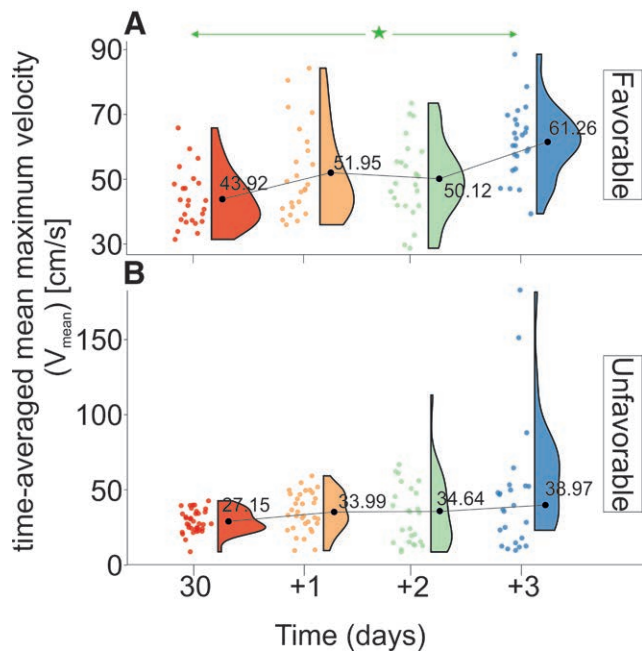 A
90
70
50
30
43.92
51.95
50.12
61.26
Favorable
B
150
100
50
0
27.15
33.99
34.64
38.97
Unfavorable
time-averaged mean maximum velocity
(Vmean) [cm/s]
30 +1 +2 +3
Time (days)